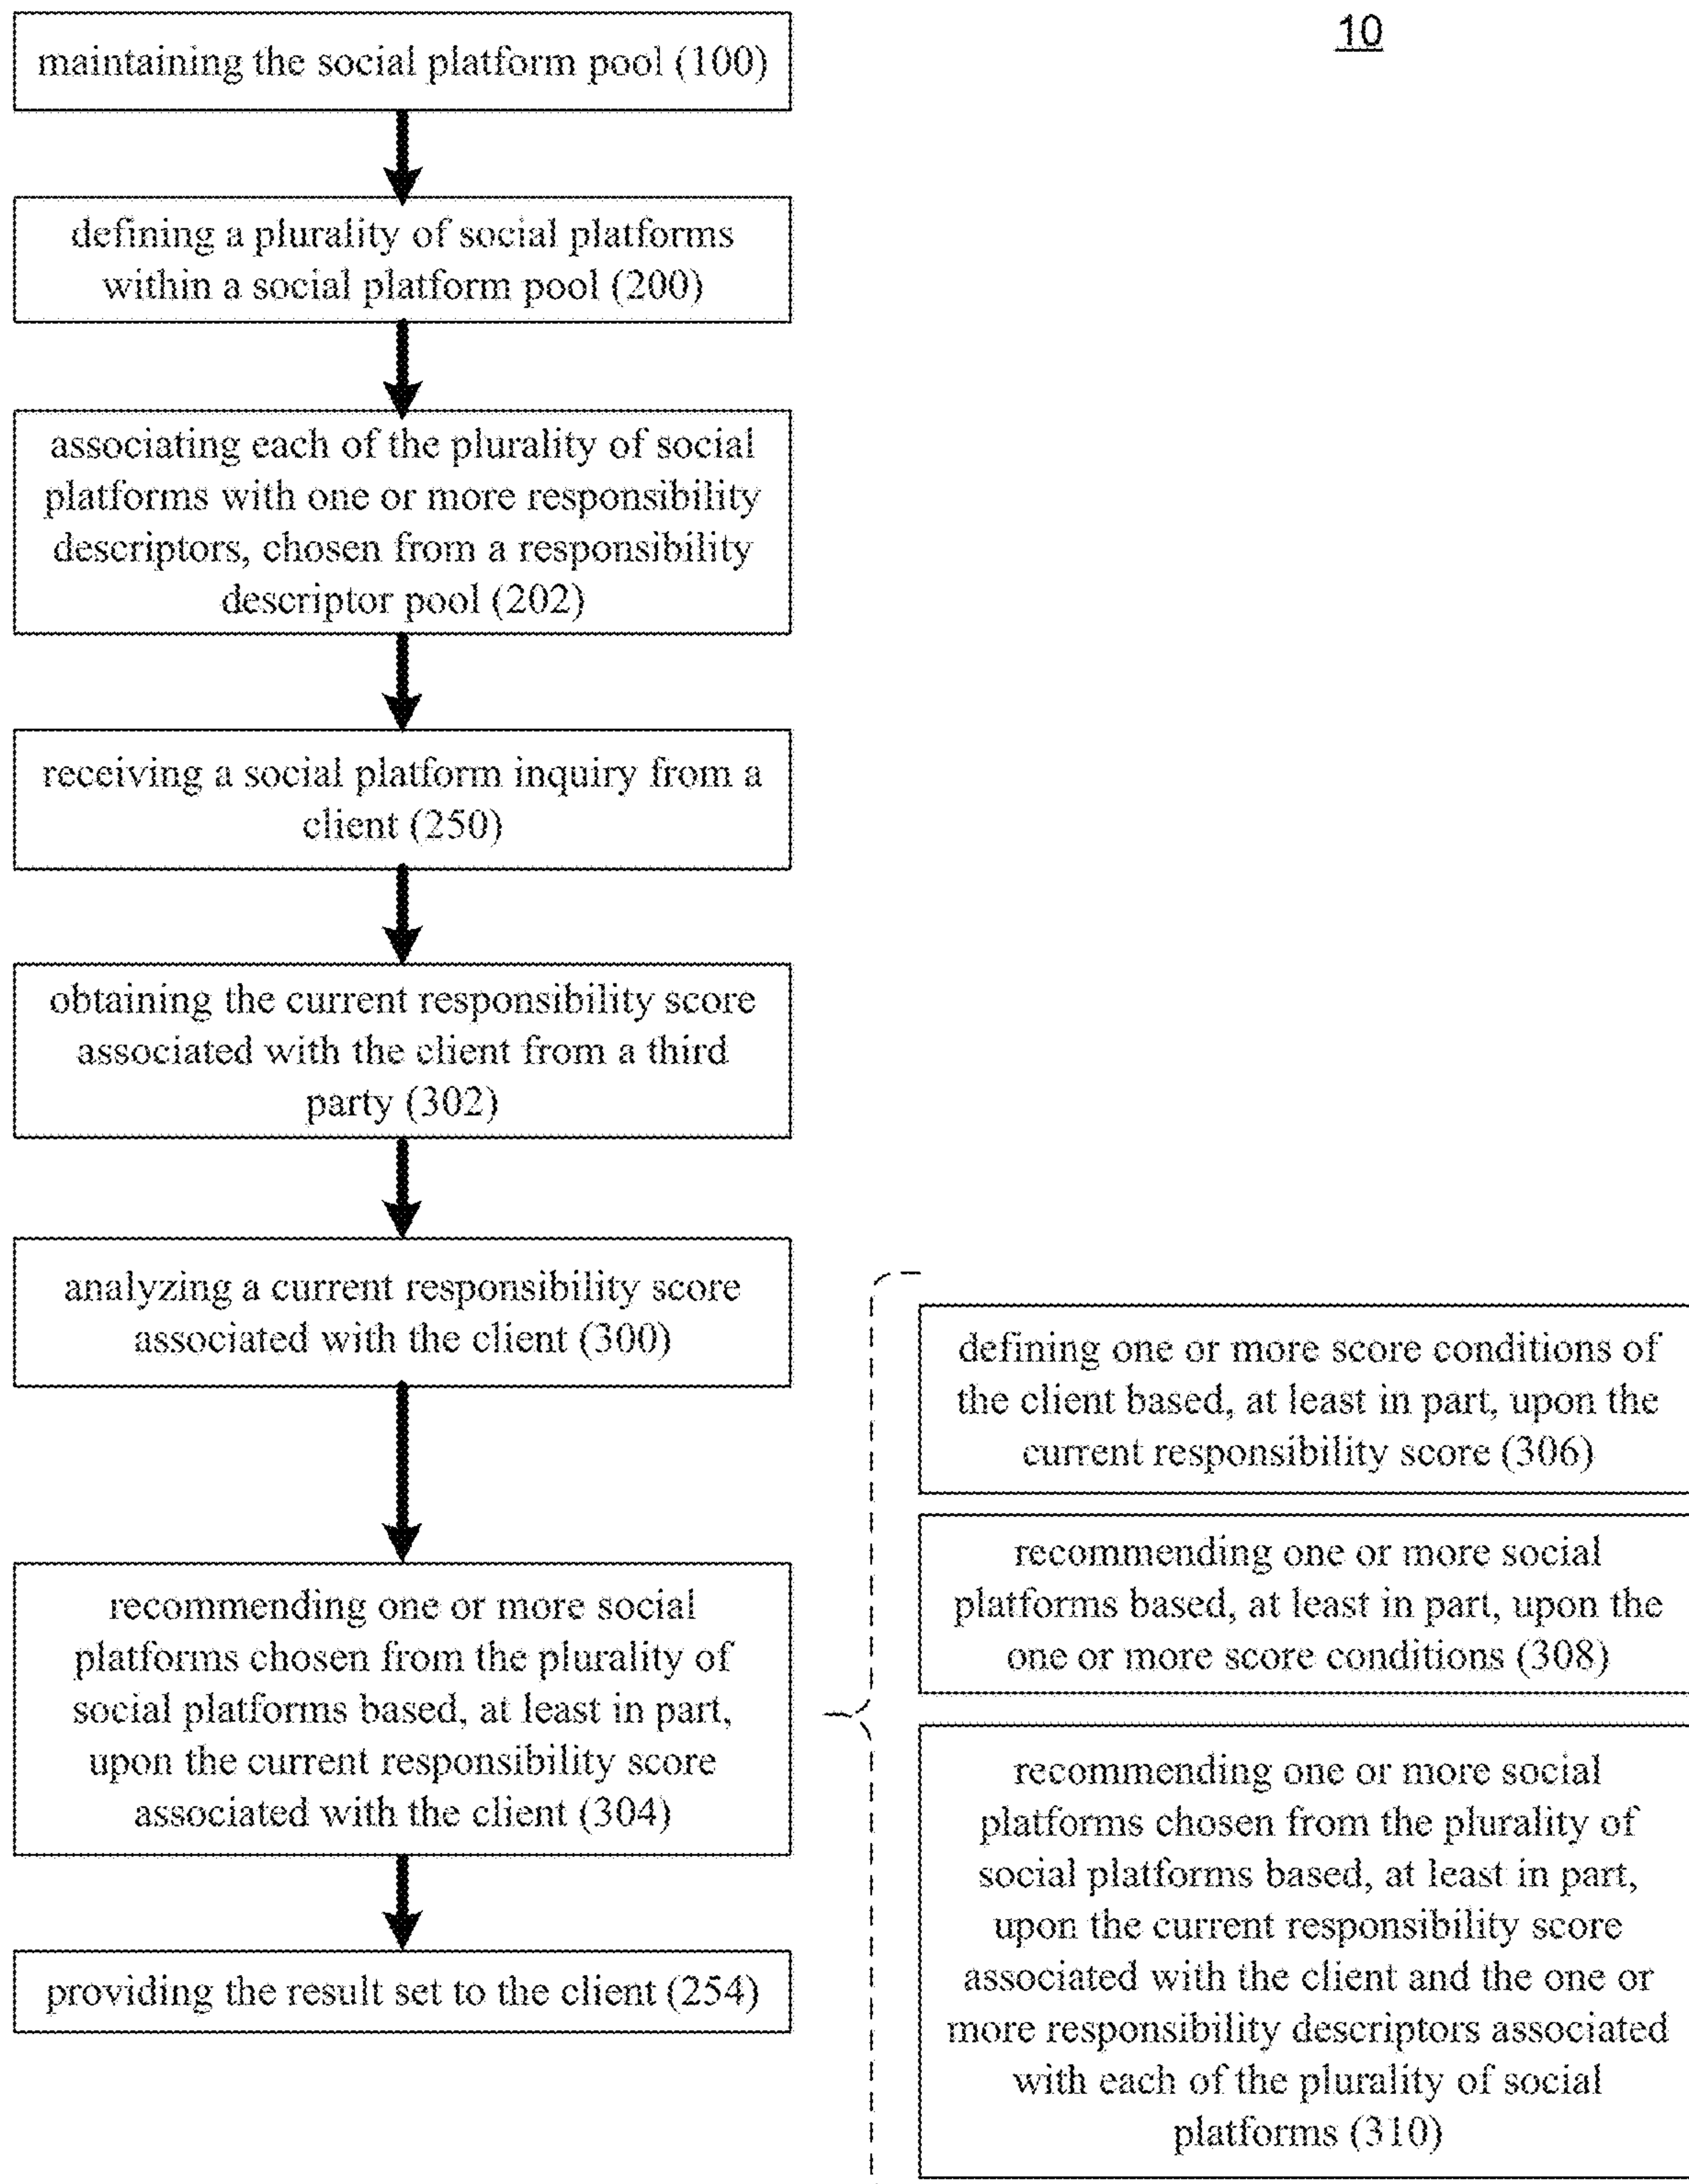 10
maintaining the social platform pool (100)
defining a plurality of social platforms
within a social platform pool (200)
associating each of the plurality of social
platforms with one or more responsibility
descriptors, chosen from a responsibility
descriptor pool (202)
receiving a social platform inquiry from a
client (250)
obtaining the current responsibility score
associated with the client from a third
party (302)
analyzing a current responsibility score
associated with the client (300)
recommending one or more social
platforms chosen from the plurality of
social platforms based, at least in part,
upon the current responsibility score
associated with the client (304)
providing the result set to the client (254)
defining one or more score conditions of
the client based, at least in part, upon the
current responsibility score (306)
recommending one or more social
platforms based, at least in part, upon the
one or more score conditions (308)
recommending one or more social
platforms chosen from the plurality of
social platforms based, at least in part,
upon the current responsibility score
associated with the client and the one or
more responsibility descriptors associated
with each of the plurality of social
platforms (310)